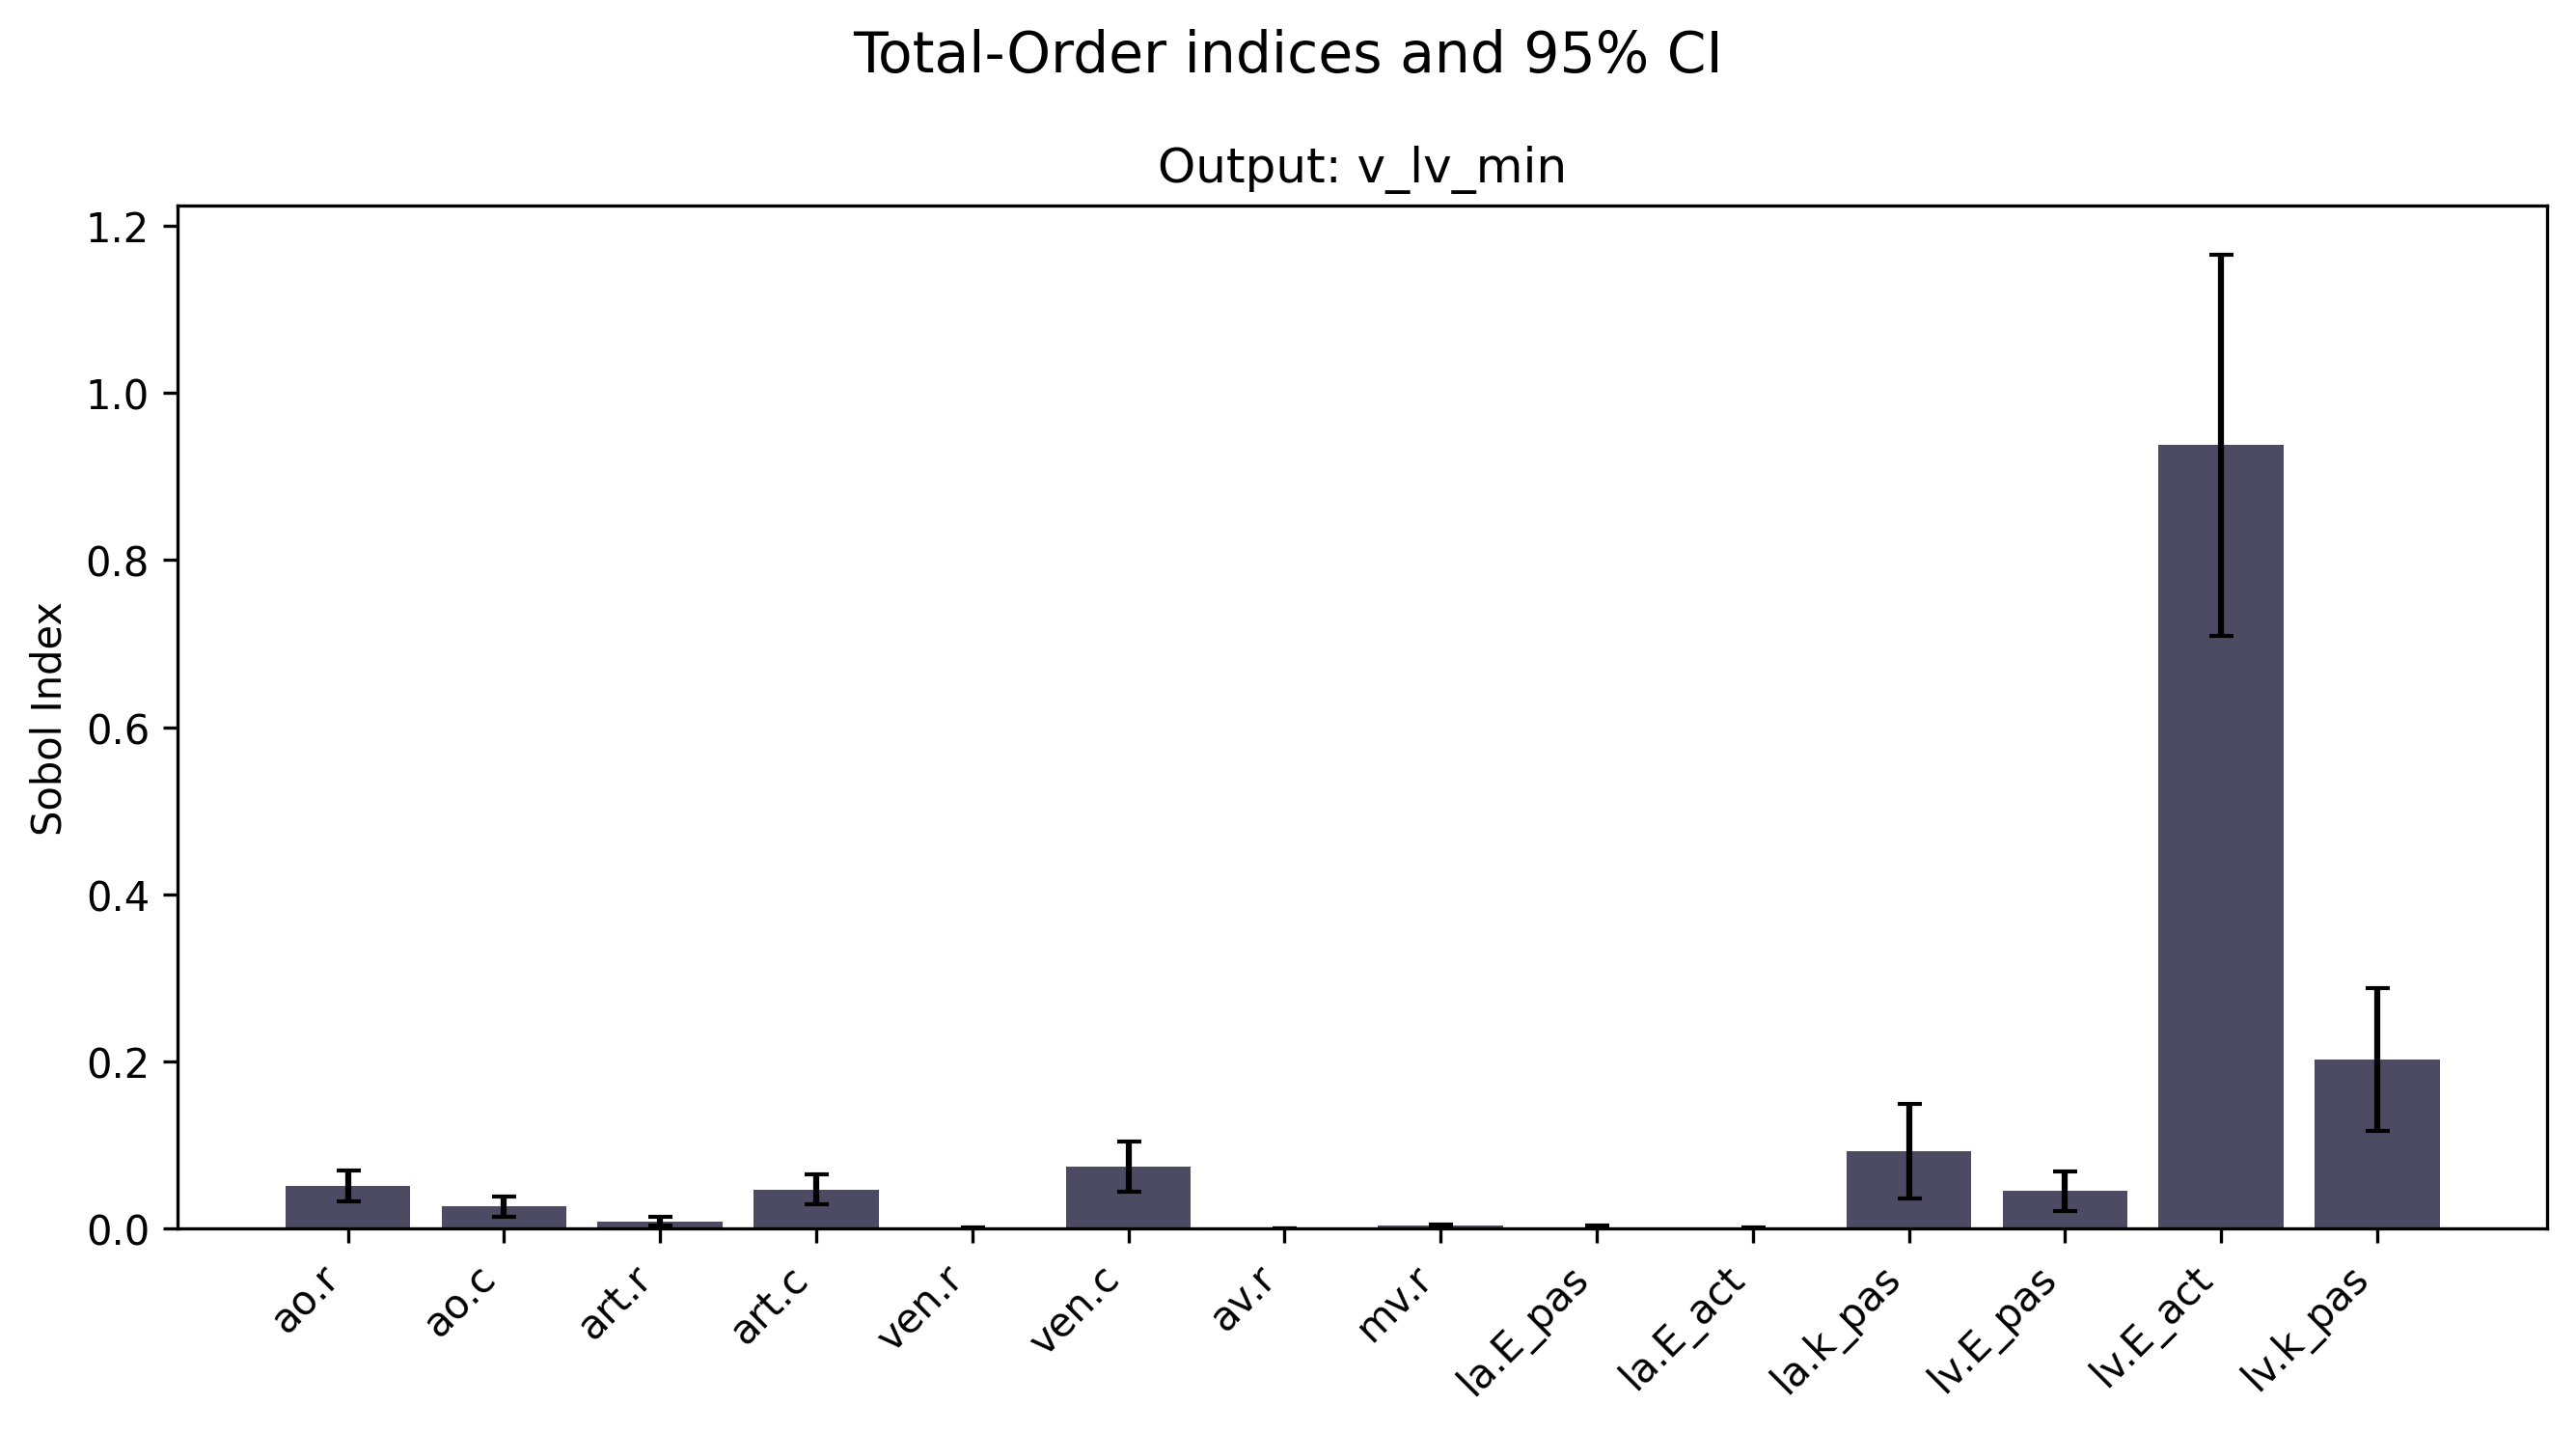 Total-Order indices and 95% CI
Output: v_lv_min
Sobol Index
1.2
1.0
0.8
0.6
0.4
0.2
0.0
ao.r
ao.c
art.r
art.c
ven.r
ven.c
av.r
mv.r
la.E_pas
la.E_act
la.k_pas
lv.E_pas
lv.E_act
lv.k_pas